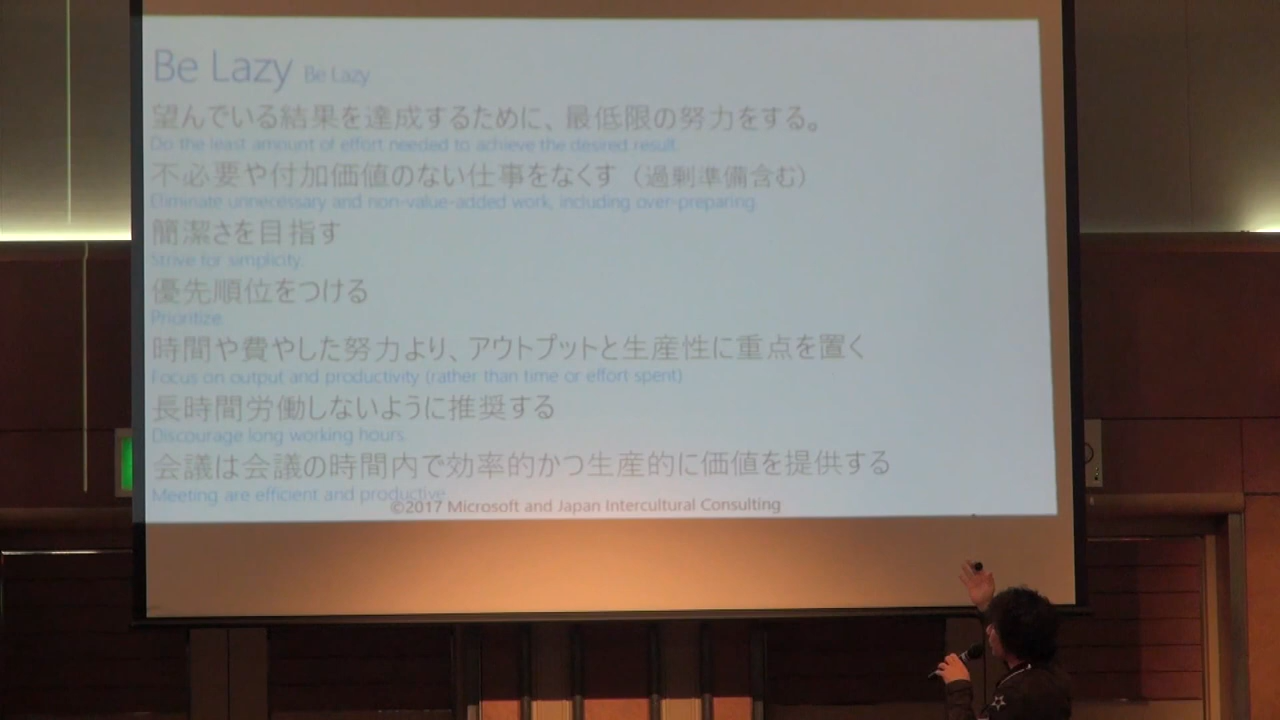 Be Lazy Be Lazy
望んでいる結果を達成するために、最低限の努力をする。
Do the least amount of effort needed to achieve the desired result.
不必要や付加価値のない仕事をなくす（過剰準備含む）
Eliminate unnecessary and non-value-added work, including over-preparing
簡潔さを目指す
Strive for simplicity.
優先順位をつける
Prioritize
時間や費やした努力より、アウトプットと生産性に重点を置く
Focus on output and productivity (rather than time or effort spent)
長時間労働しないように推奨する
Discourage long working hours.
会議は会議の時間内で効率的かつ生産的に価値を提供する
Meeting are efficient and productive.
©2017 Microsoft and Japan Intercultural Consulting